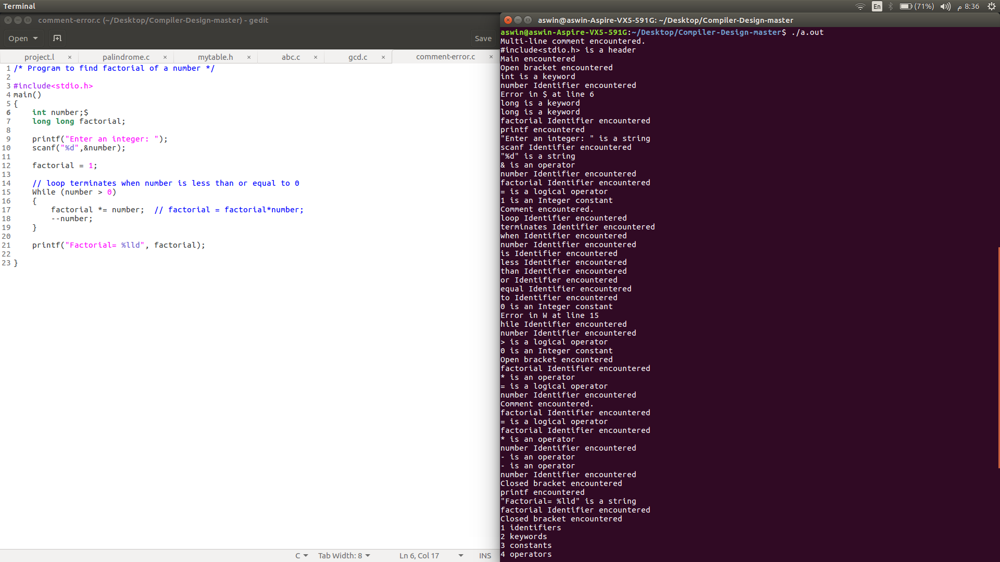 Terminal
En
(71%)
م 8:36
comment-error.c (~/Desktop/Compiler-Design-master) - gedit
Open
Save
project.l × palindrome.c × mytable.h × abc.c × gcd.c × comment-error.c ×
1 /* Program to find factorial of a number */
2
3 #include<stdio.h>
4 main()
5 {
6     int number;$
7     long long factorial;
8
9     printf("Enter an integer: ");
10     scanf("%d",&number);
11
12     factorial = 1;
13
14     // loop terminates when number is less than or equal to 0
15     While (number > 0)
16     {
17         factorial *= number;  // factorial = factorial*number;
18         --number;
19     }
20
21     printf("Factorial= %lld", factorial);
22
23 }
C
Tab Width: 8
Ln 6, Col 17
INS
aswin@aswin-Aspire-VX5-591G: ~/Desktop/Compiler-Design-master
aswin@aswin-Aspire-VX5-591G:~/Desktop/Compiler-Design-master$ ./a.out
Multi-line comment encountered.
#include<stdio.h> is a header
Main encountered
Open bracket encountered
int is a keyword
number Identifier encountered
Error in $ at line 6
long is a keyword
long is a keyword
factorial Identifier encountered
printf encountered
"Enter an integer: " is a string
scanf Identifier encountered
"%d" is a string
& is an operator
number Identifier encountered
factorial Identifier encountered
= is a logical operator
1 is an Integer constant
Comment encountered.
loop Identifier encountered
terminates Identifier encountered
when Identifier encountered
number Identifier encountered
is Identifier encountered
less Identifier encountered
than Identifier encountered
or Identifier encountered
equal Identifier encountered
to Identifier encountered
0 is an Integer constant
Error in W at line 15
hile Identifier encountered
number Identifier encountered
> is a logical operator
0 is an Integer constant
Open bracket encountered
factorial Identifier encountered
* is an operator
= is a logical operator
number Identifier encountered
Comment encountered.
factorial Identifier encountered
= is a logical operator
factorial Identifier encountered
* is an operator
number Identifier encountered
- is an operator
- is an operator
number Identifier encountered
Closed bracket encountered
printf encountered
"Factorial= %lld" is a string
factorial Identifier encountered
Closed bracket encountered
1 identifiers
2 keywords
3 constants
4 operators